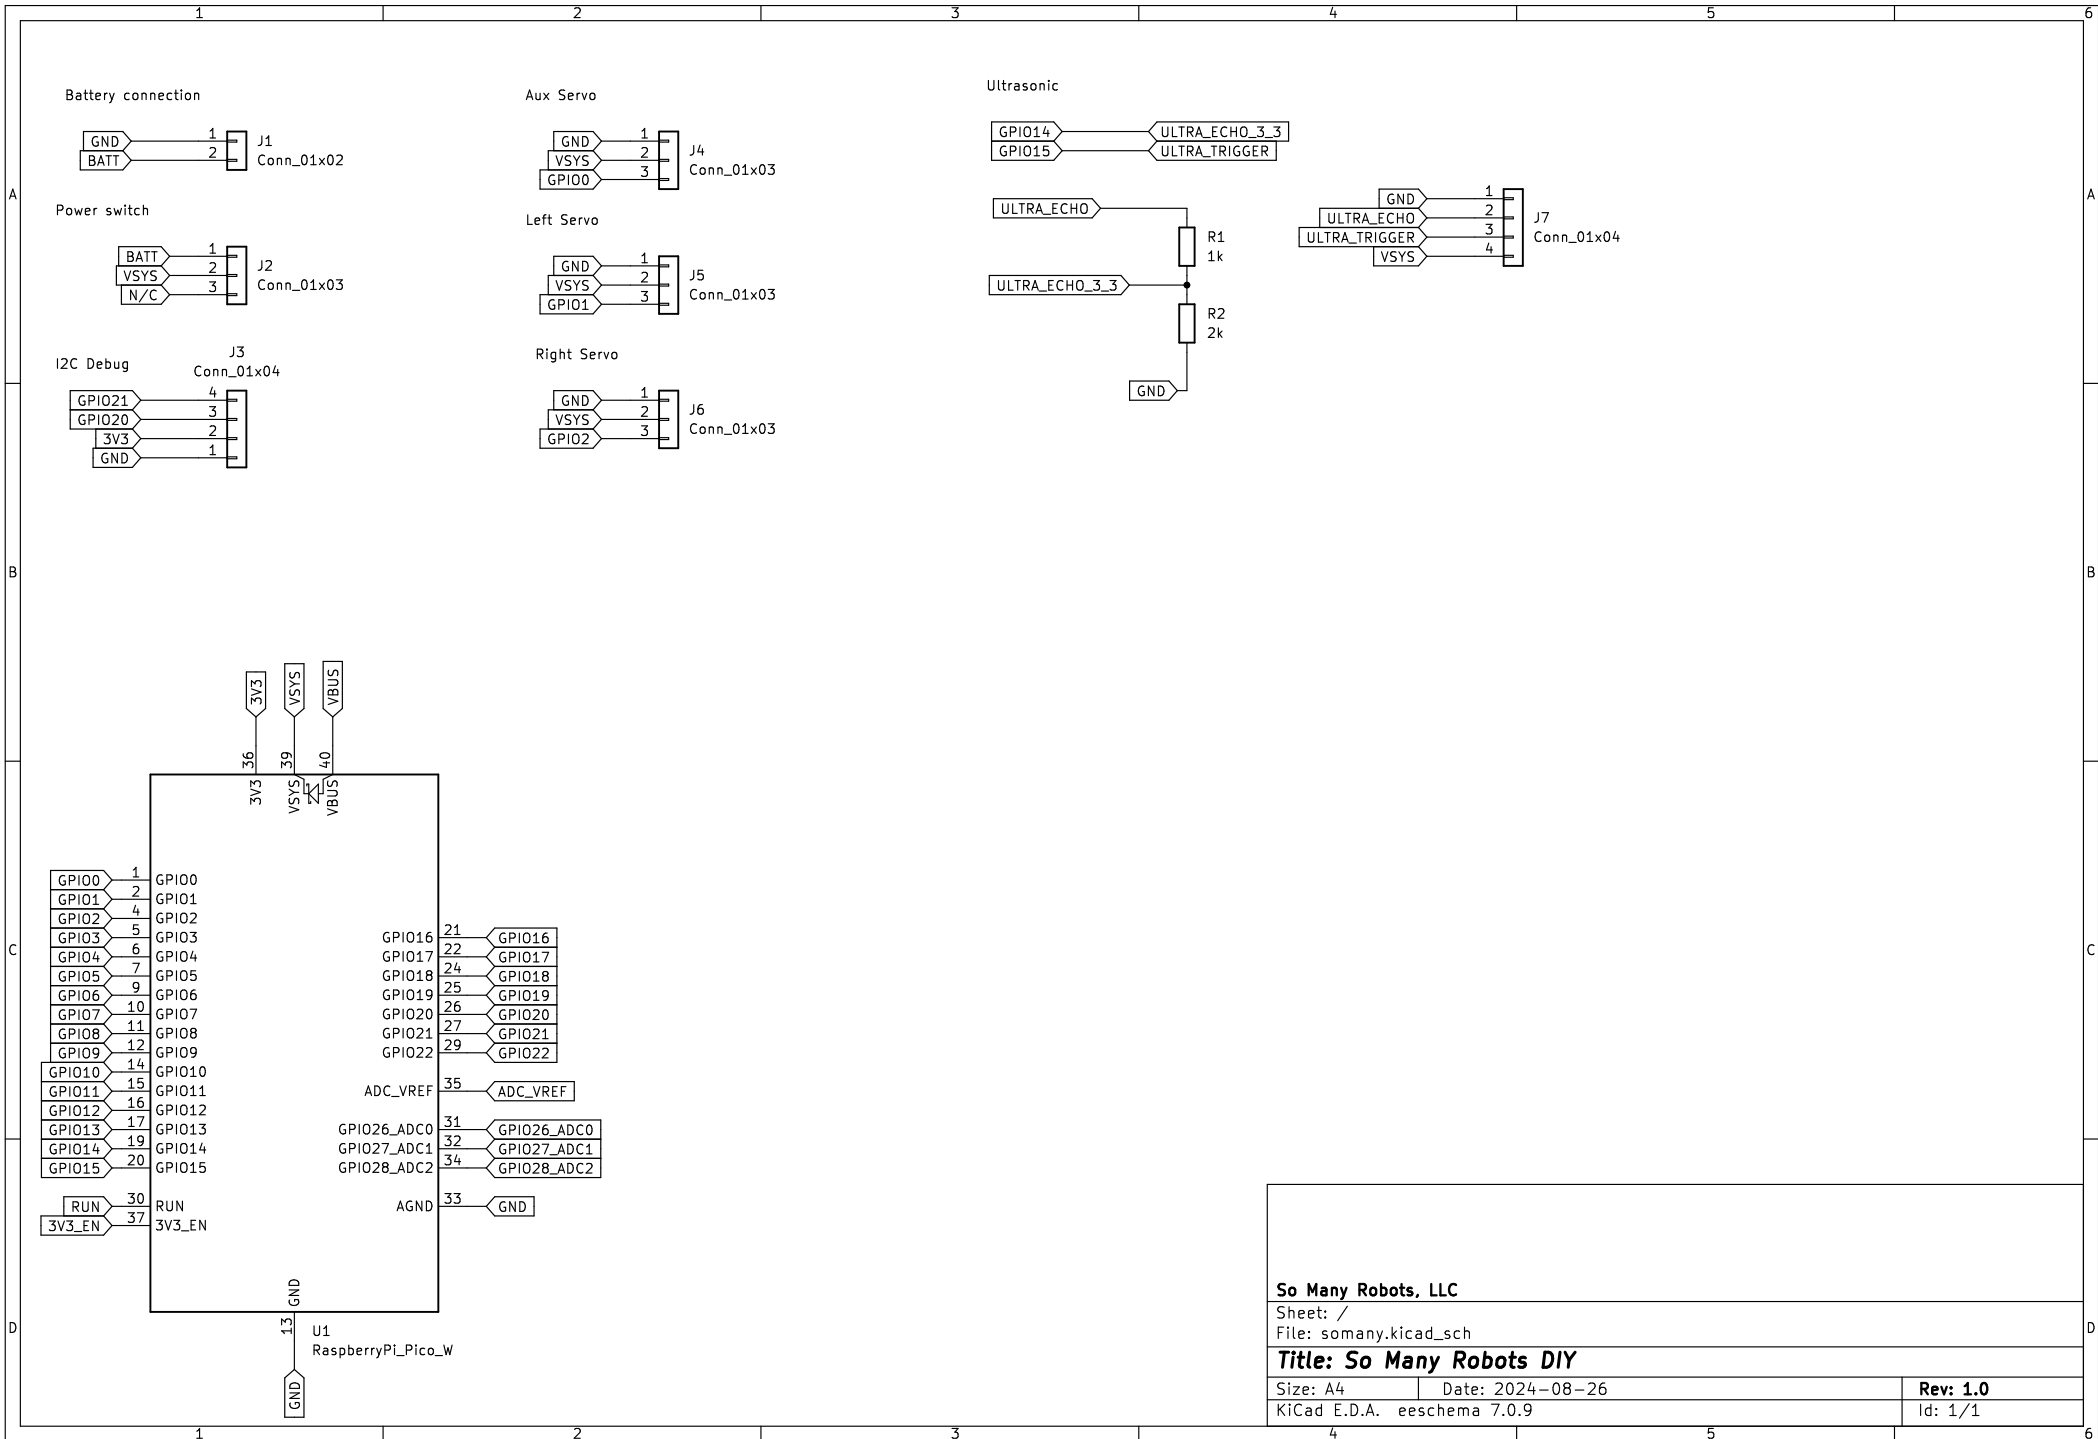 1 2 3 4 5 6
Battery connection
GND 1
BATT 2
J1
Conn_01x02
Power switch
BATT 1
VSYS 2
N/C 3
J2
Conn_01x03
I2C Debug
J3
Conn_01x04
GPIO21 4
GPIO20 3
3V3 2
GND 1
Aux Servo
GND 1
VSYS 2
GPIO0 3
J4
Conn_01x03
Left Servo
GND 1
VSYS 2
GPIO1 3
J5
Conn_01x03
Right Servo
GND 1
VSYS 2
GPIO2 3
J6
Conn_01x03
Ultrasonic
GPIO14 ULTRA_ECHO_3_3
GPIO15 ULTRA_TRIGGER
ULTRA_ECHO
R1
1k
ULTRA_ECHO_3_3
R2
2k
GND
GND 1
ULTRA_ECHO 2
ULTRA_TRIGGER 3
VSYS 4
J7
Conn_01x04
A A
B B
C C
D D
3V3 36 3V3
VSYS 39 VSYS
VBUS 40 VBUS
GPIO0 1 GPIO0
GPIO1 2 GPIO1
GPIO2 4 GPIO2
GPIO3 5 GPIO3
GPIO4 6 GPIO4
GPIO5 7 GPIO5
GPIO6 9 GPIO6
GPIO7 10 GPIO7
GPIO8 11 GPIO8
GPIO9 12 GPIO9
GPIO10 14 GPIO10
GPIO11 15 GPIO11
GPIO12 16 GPIO12
GPIO13 17 GPIO13
GPIO14 19 GPIO14
GPIO15 20 GPIO15
RUN 30 RUN
3V3_EN 37 3V3_EN
GPIO16 21 GPIO16
GPIO17 22 GPIO17
GPIO18 24 GPIO18
GPIO19 25 GPIO19
GPIO20 26 GPIO20
GPIO21 27 GPIO21
GPIO22 29 GPIO22
ADC_VREF 35 ADC_VREF
GPIO26_ADC0 31 GPIO26_ADC0
GPIO27_ADC1 32 GPIO27_ADC1
GPIO28_ADC2 34 GPIO28_ADC2
AGND 33 GND
GND 13 GND
U1
RaspberryPi_Pico_W
So Many Robots, LLC
Sheet: /
File: somany.kicad_sch
Title: So Many Robots DIY
Size: A4 Date: 2024-08-26 Rev: 1.0
KiCad E.D.A. eeschema 7.0.9 Id: 1/1
1 2 3 4 5 6